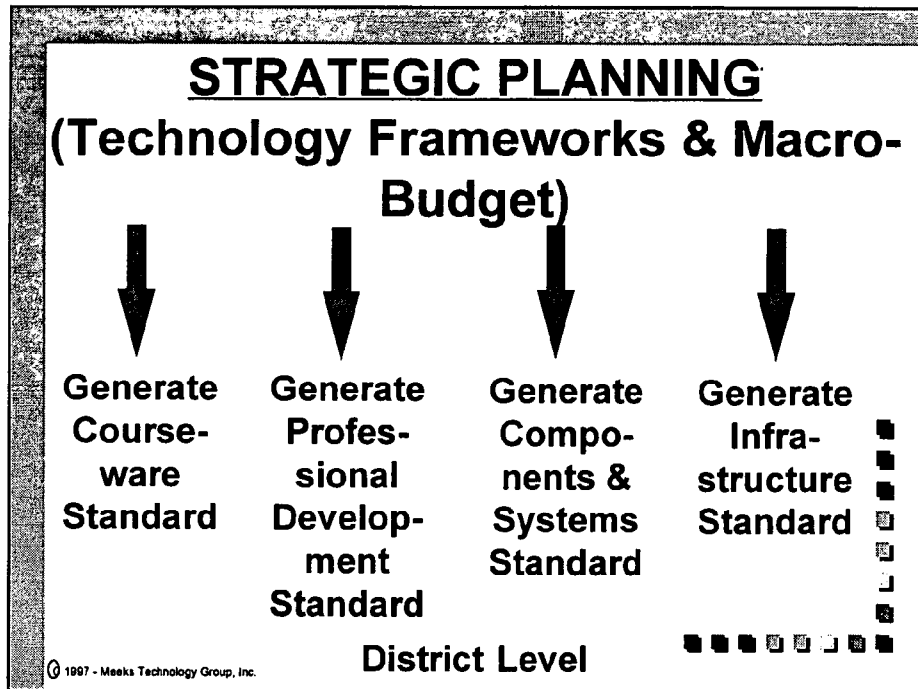 STRATEGIC PLANNING
(Technology Frameworks & Macro-
Budget)
Generate
Course-
ware
Standard
Generate
Profes-
sional
Develop-
ment
Standard
Generate
Compo-
nents &
Systems
Standard
Generate
Infra-
structure
Standard
District Level
© 1997 - Meeks Technology Group, Inc.